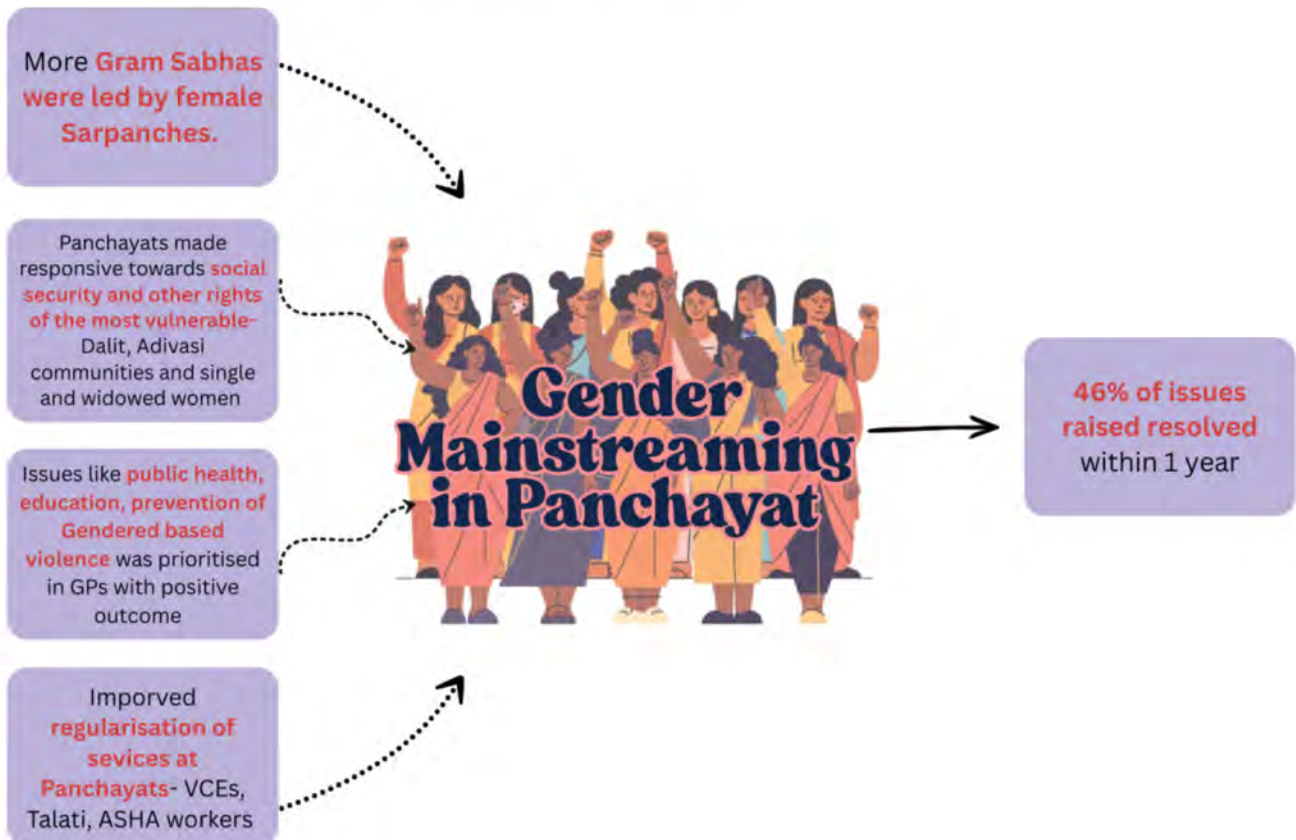 More Gram Sabhas
were led by female
Sarpanches.
Panchayats made
responsive towards social
security and other rights
of the most vulnerable-
Dalit, Adivasi
communities and single
and widowed women
Issues like public health,
education, prevention of
Gendered based
violence was prioritised
in GPs with positive
outcome
Imporved
regularisation of
sevices at
Panchayats- VCEs,
Talati, ASHA workers
Gender
Mainstreaming
in Panchayat
46% of issues
raised resolved
within 1 year